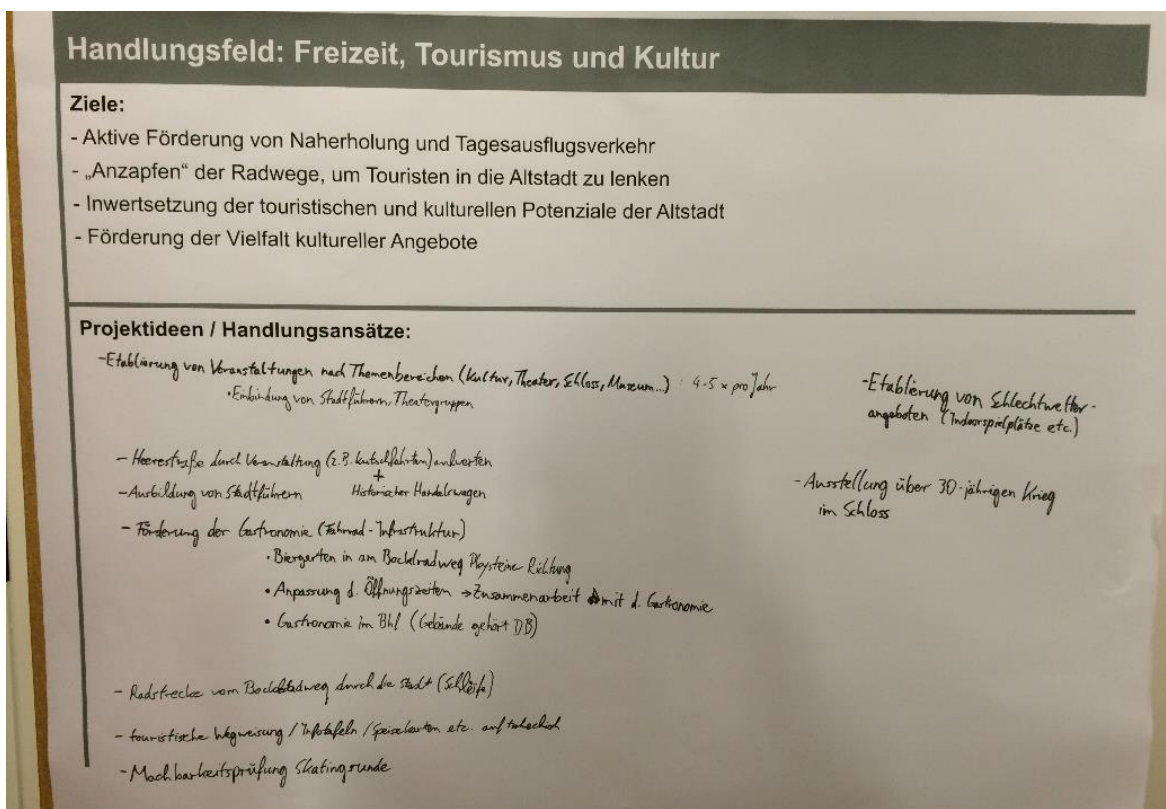 Handlungsfeld: Freizeit, Tourismus und Kultur
Ziele:
- Aktive Förderung von Naherholung und Tagesausflugsverkehr
- „Anzapfen“ der Radwege, um Touristen in die Altstadt zu lenken
- Inwertsetzung der touristischen und kulturellen Potenziale der Altstadt
- Förderung der Vielfalt kultureller Angebote
Projektideen / Handlungsansätze:
- Etablierung von Veranstaltungen nach Themenbereichen (Kultur, Theater, Schloss, Museum...) : 4-5 x pro Jahr
• Einbindung von Stadtführern, Theatergruppen
- Heerestraße durch Veranstaltung (z.B. Kutschfahrten) aufwerten
+
- Ausbildung von Stadtführern
Historischer Handelswagen
- Förderung der Gastronomie (Fahrrad-Infrastruktur)
• Biergarten in am Bocklradweg Richtung
• Anpassung d. Öffnungszeiten → Zusammenarbeit mit d. Gastronomie
• Gastronomie im Bhf (Gebäude gehört DB)
- Radstrecke vom durch die Stadt (Schleife)
- touristische Wegweisung / Infotafeln / Speisekarten etc. auf tschechisch
- Machbarkeitsprüfung Skatingrunde
- Etablierung von Schlechtwetter-
angeboten (Indoorspielplätze etc.)
- Ausstellung über 30-jährigen Krieg
im Schloss